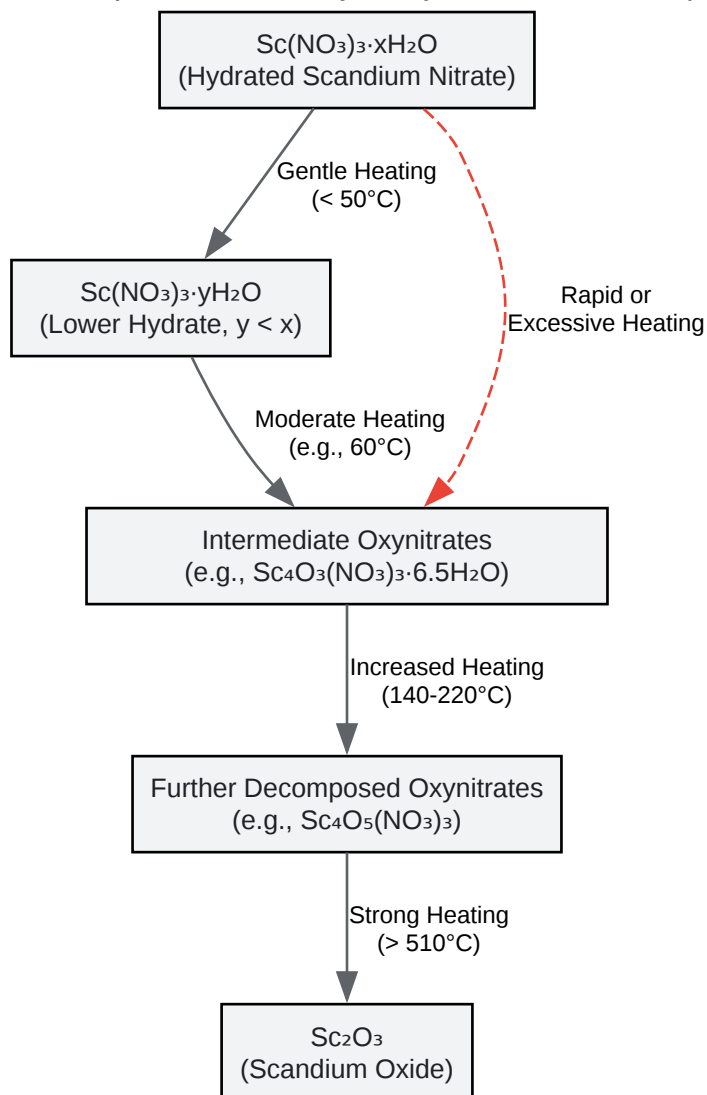 Sc(NO₃)₃·xH₂O
(Hydrated Scandium Nitrate)
Gentle Heating
(< 50°C)
Rapid or
Excessive Heating
Sc(NO₃)₃·yH₂O
(Lower Hydrate, y < x)
Moderate Heating
(e.g., 60°C)
Intermediate Oxynitrates
(e.g., Sc₄O₃(NO₃)₃·6.5H₂O)
Increased Heating
(140-220°C)
Further Decomposed Oxynitrates
(e.g., Sc₄O₅(NO₃)₃)
Strong Heating
(> 510°C)
Sc₂O₃
(Scandium Oxide)